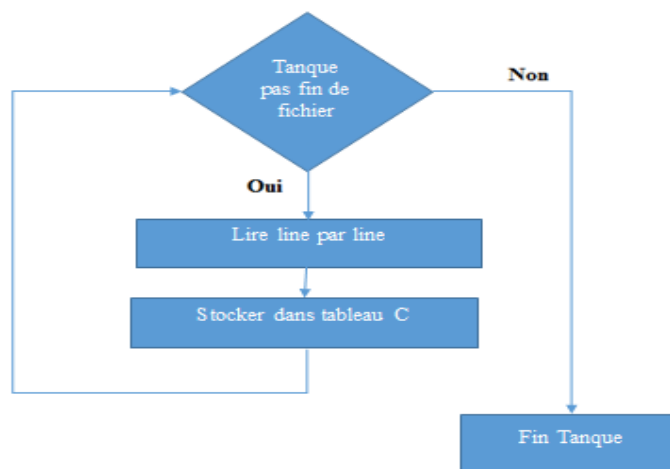 Tanque
pas fin de
fichier
Non
Oui
Lire line par line
Stocker dans tableau C
Fin Tanque